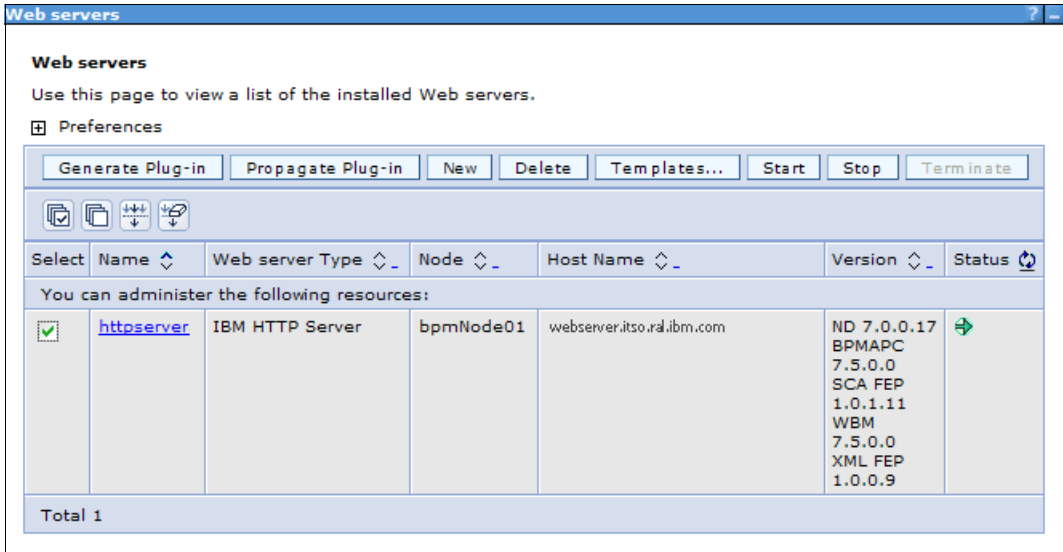 Web servers ? _
Web servers
Use this page to view a list of the installed Web servers.
Preferences
Generate Plug-in Propagate Plug-in New Delete Templates... Start Stop Terminate
Select Name Web server Type Node Host Name Version Status
You can administer the following resources:
httpserver IBM HTTP Server bpmNode01 webserver.itso.ral.ibm.com ND 7.0.0.17
BPMAPC
7.5.0.0
SCA FEP
1.0.1.11
WBM
7.5.0.0
XML FEP
1.0.0.9
Total 1